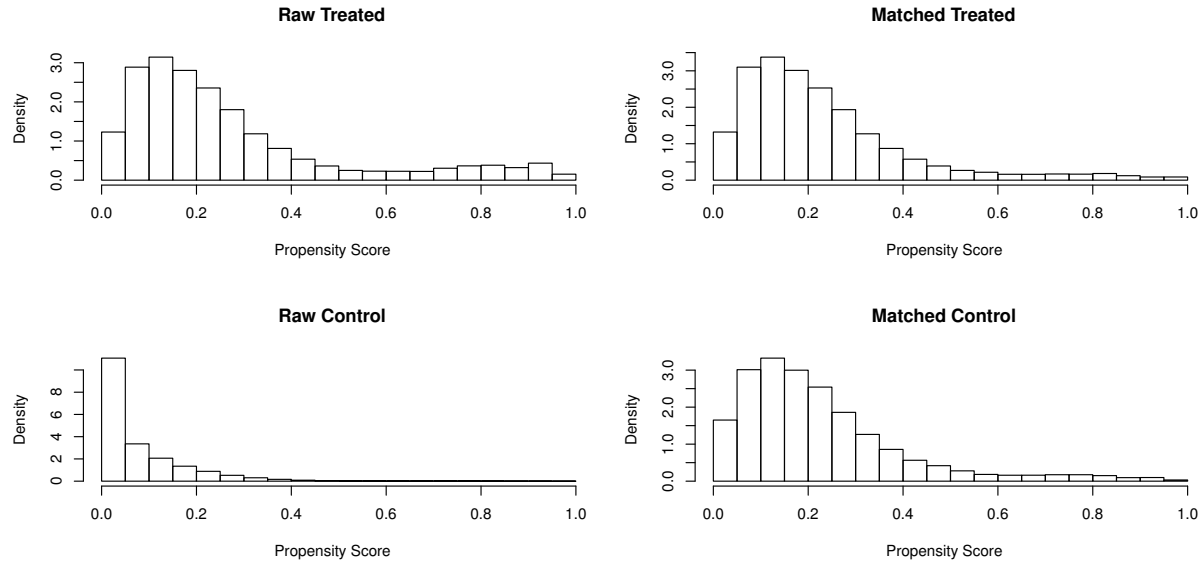 Raw Treated
Density
0.0 1.0 2.0 3.0
0.0 0.2 0.4 0.6 0.8 1.0
Propensity Score
Matched Treated
Density
0.0 1.0 2.0 3.0
0.0 0.2 0.4 0.6 0.8 1.0
Propensity Score
Raw Control
Density
0 2 4 6 8
0.0 0.2 0.4 0.6 0.8 1.0
Propensity Score
Matched Control
Density
0.0 1.0 2.0 3.0
0.0 0.2 0.4 0.6 0.8 1.0
Propensity Score